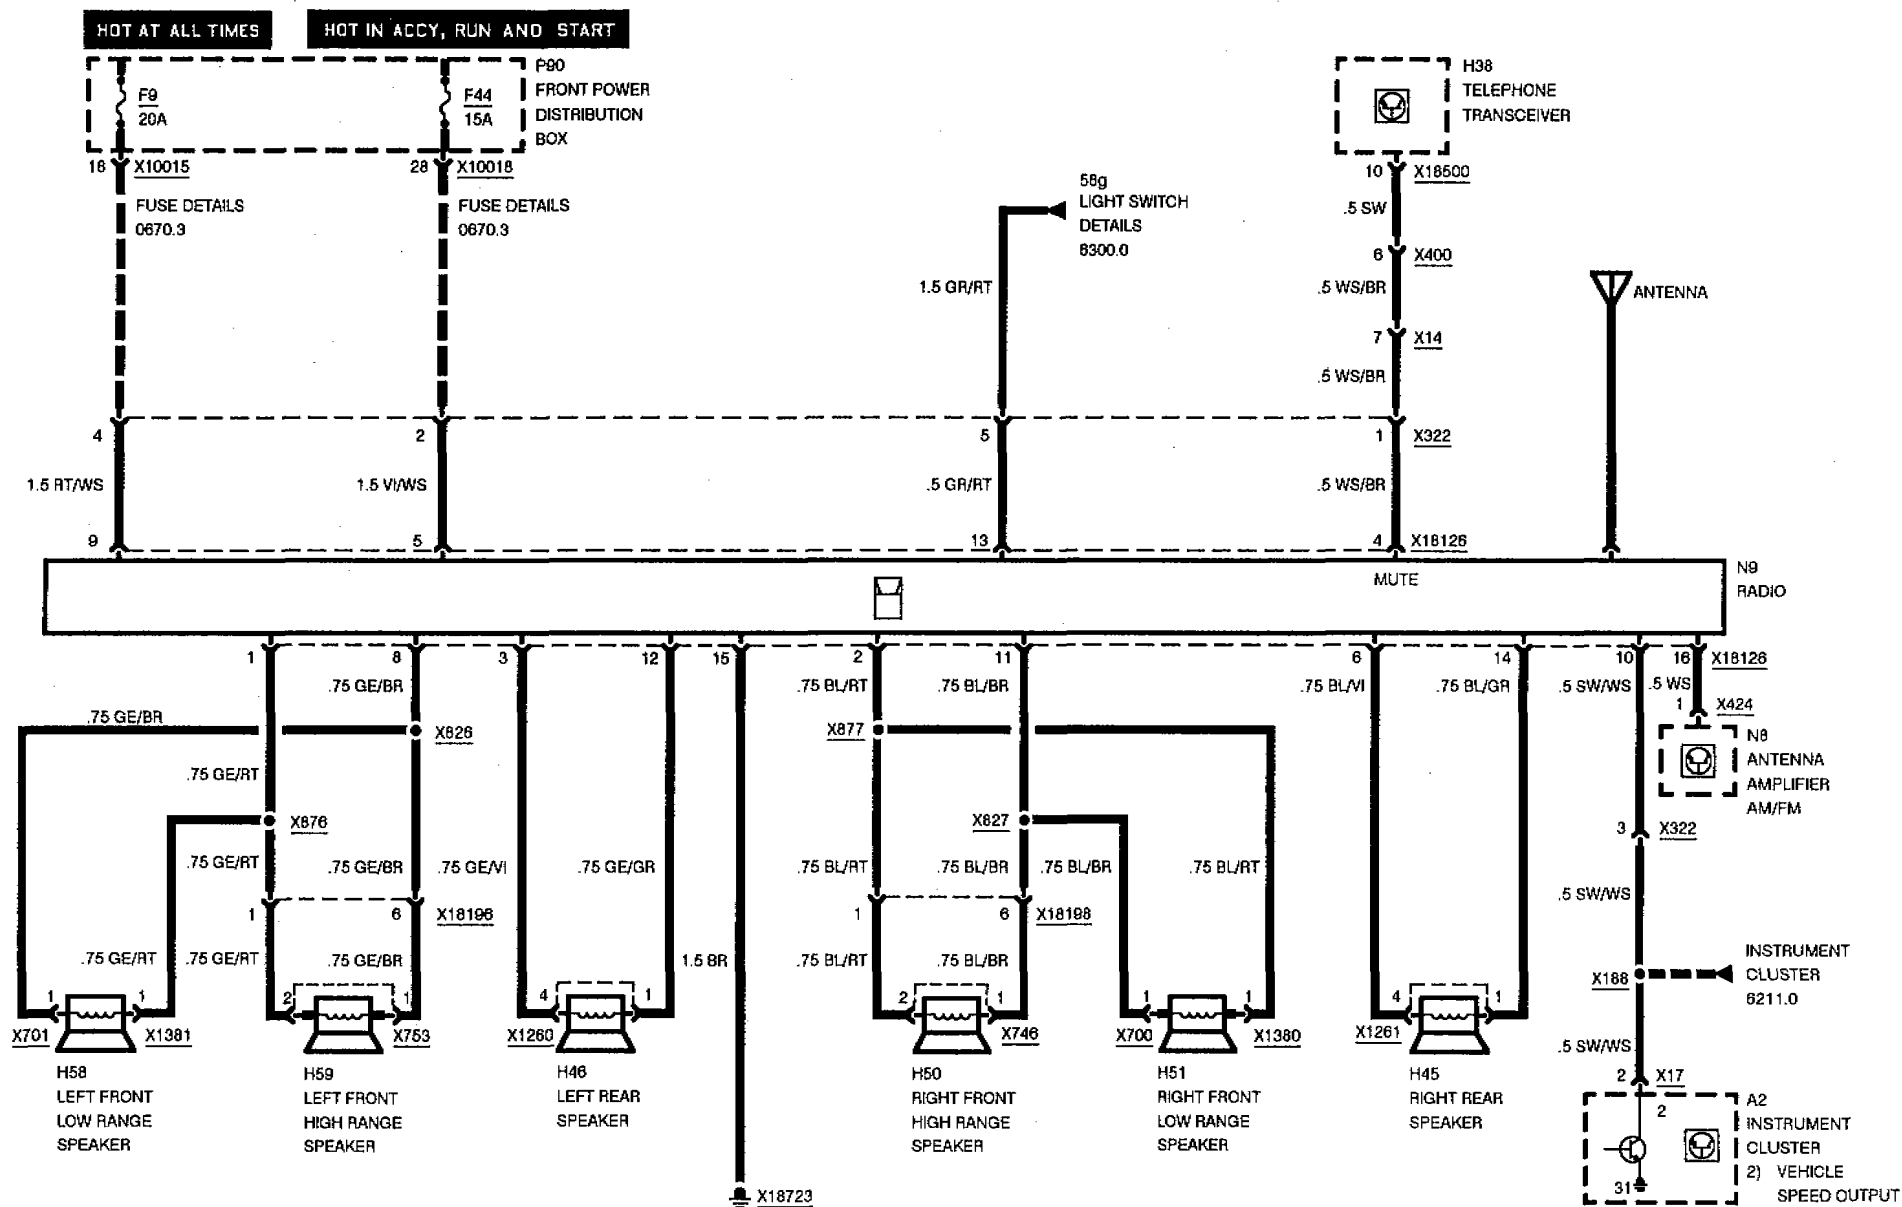 HOT AT ALL TIMES
HOT IN ACCY, RUN AND START
F9
20A
F44
15A
P90
FRONT POWER
DISTRIBUTION
BOX
H38
TELEPHONE
TRANSCEIVER
18
X10015
28
X10018
10
X18500
FUSE DETAILS
0670.3
FUSE DETAILS
0670.3
58g
LIGHT SWITCH
DETAILS
6300.0
.5 SW
6
X400
1.5 GR/RT
.5 WS/BR
ANTENNA
7
X14
.5 WS/BR
4
2
5
1
X322
1.5 RT/WS
1.5 VI/WS
.5 GR/RT
.5 WS/BR
9
5
13
4
X18126
MUTE
N9
RADIO
1
8
3
12
15
2
11
6
14
10
16
X18126
.75 GE/BR
.75 BL/RT
.75 BL/BR
.75 BL/VI
.75 BL/GR
.5 SW/WS
.5 WS
1
X424
.75 GE/BR
X826
X877
N8
ANTENNA
AMPLIFIER
AM/FM
.75 GE/RT
X876
X827
3
X322
.75 GE/RT
.75 GE/BR
.75 GE/VI
.75 GE/GR
.75 BL/RT
.75 BL/BR
.75 BL/BR
.75 BL/RT
.5 SW/WS
1
6
X18196
1
6
X18198
.75 GE/RT
.75 GE/RT
.75 GE/BR
1.5 BR
.75 BL/RT
.75 BL/BR
X188
INSTRUMENT
CLUSTER
6211.0
1
1
2
1
4
1
2
1
1
1
4
1
X701
X1381
X753
X1260
X746
X700
X1380
X1261
.5 SW/WS
H58
LEFT FRONT
LOW RANGE
SPEAKER
H59
LEFT FRONT
HIGH RANGE
SPEAKER
H46
LEFT REAR
SPEAKER
H50
RIGHT FRONT
HIGH RANGE
SPEAKER
H51
RIGHT FRONT
LOW RANGE
SPEAKER
H45
RIGHT REAR
SPEAKER
2
X17
2
31
A2
INSTRUMENT
CLUSTER
2) VEHICLE
SPEED OUTPUT
X18723